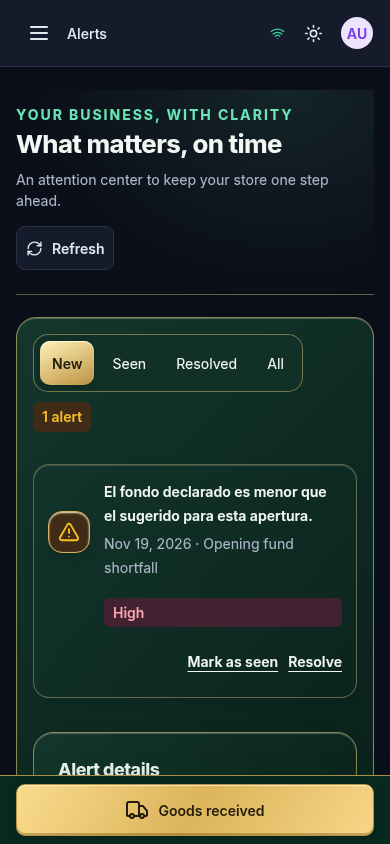 Alerts
AU
YOUR BUSINESS, WITH CLARITY
What matters, on time
An attention center to keep your store one step
ahead.
Refresh
New Seen Resolved All
1 alert
El fondo declarado es menor que
el sugerido para esta apertura.
Nov 19, 2026 · Opening fund
shortfall
High
Mark as seen Resolve
Alert details
Goods received